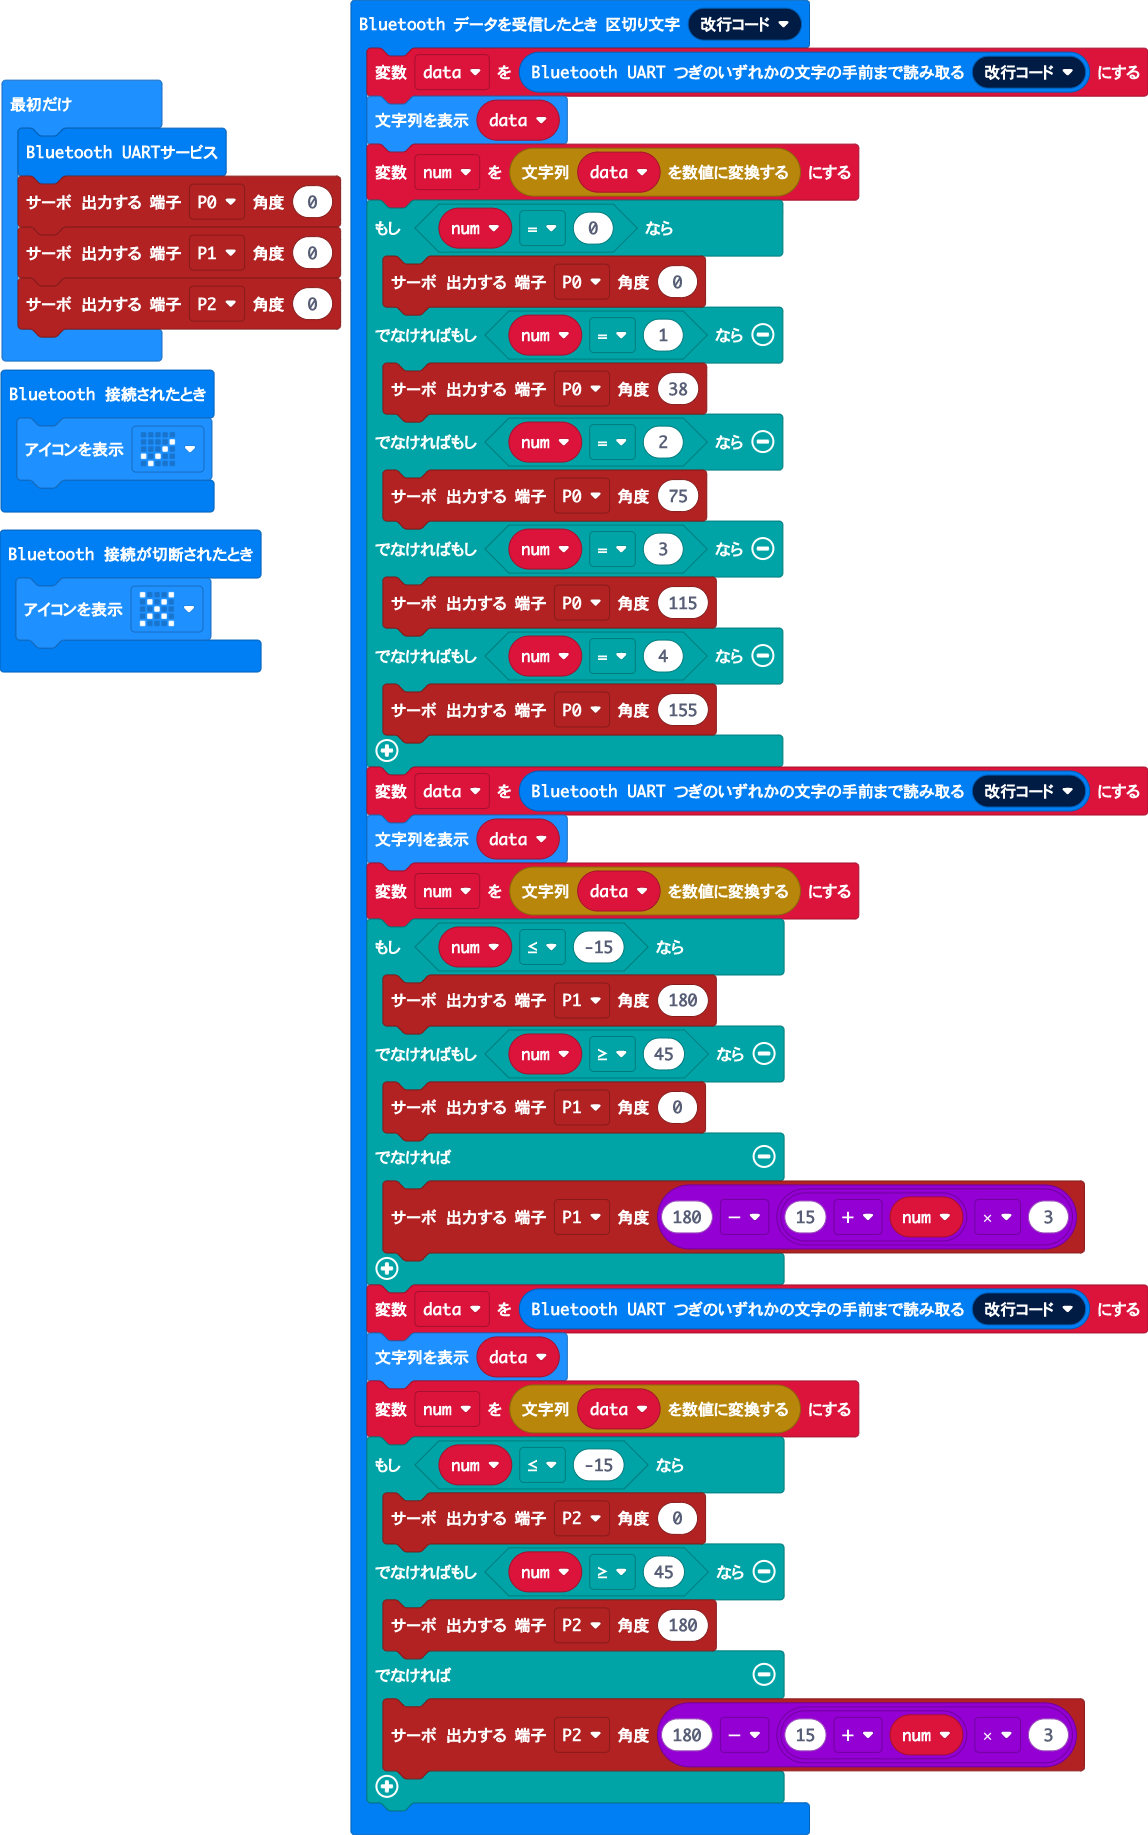 最初だけ
Bluetooth UARTサービス
サーボ 出力する 端子 P0 角度 0
サーボ 出力する 端子 P1 角度 0
サーボ 出力する 端子 P2 角度 0
Bluetooth 接続されたとき
アイコンを表示
Bluetooth 接続が切断されたとき
アイコンを表示
Bluetooth データを受信したとき 区切り文字 改行コード
変数 data を Bluetooth UART つぎのいずれかの文字の手前まで読み取る 改行コード にする
文字列を表示 data
変数 num を 文字列 data を数値に変換する にする
もし num = 0 なら
サーボ 出力する 端子 P0 角度 0
でなければもし num = 1 なら
サーボ 出力する 端子 P0 角度 38
でなければもし num = 2 なら
サーボ 出力する 端子 P0 角度 75
でなければもし num = 3 なら
サーボ 出力する 端子 P0 角度 115
でなければもし num = 4 なら
サーボ 出力する 端子 P0 角度 155
変数 data を Bluetooth UART つぎのいずれかの文字の手前まで読み取る 改行コード にする
文字列を表示 data
変数 num を 文字列 data を数値に変換する にする
もし num ≤ -15 なら
サーボ 出力する 端子 P1 角度 180
でなければもし num ≥ 45 なら
サーボ 出力する 端子 P1 角度 0
でなければ
サーボ 出力する 端子 P1 角度 180 - 15 + num × 3
変数 data を Bluetooth UART つぎのいずれかの文字の手前まで読み取る 改行コード にする
文字列を表示 data
変数 num を 文字列 data を数値に変換する にする
もし num ≤ -15 なら
サーボ 出力する 端子 P2 角度 0
でなければもし num ≥ 45 なら
サーボ 出力する 端子 P2 角度 180
でなければ
サーボ 出力する 端子 P2 角度 180 - 15 + num × 3